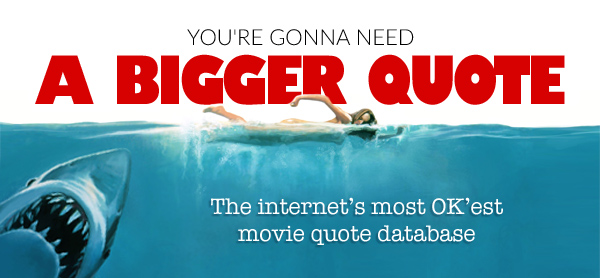 YOU'RE GONNA NEED
A BIGGER QUOTE
The internet's most OK'est
movie quote database